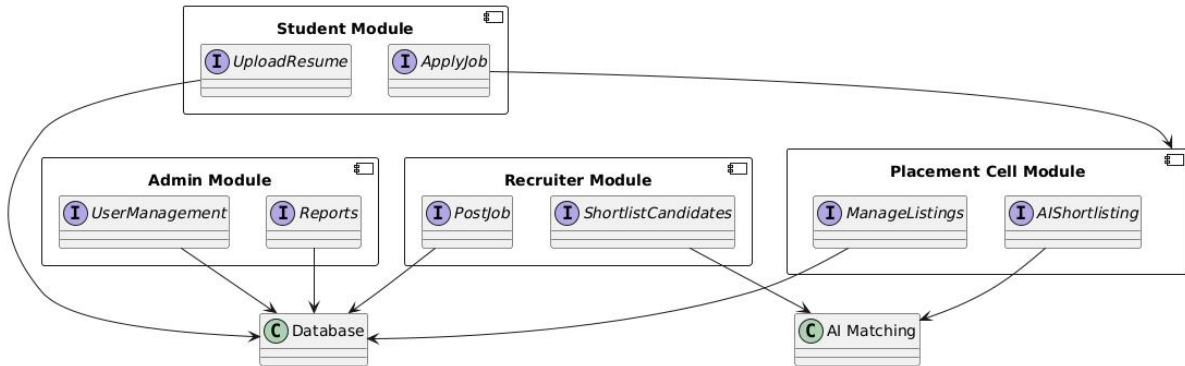 Student Module
I UploadResume
I ApplyJob
Admin Module
I UserManagement
I Reports
Recruiter Module
I PostJob
I ShortlistCandidates
Placement Cell Module
I ManageListings
I AIShortlisting
C Database
C AI Matching